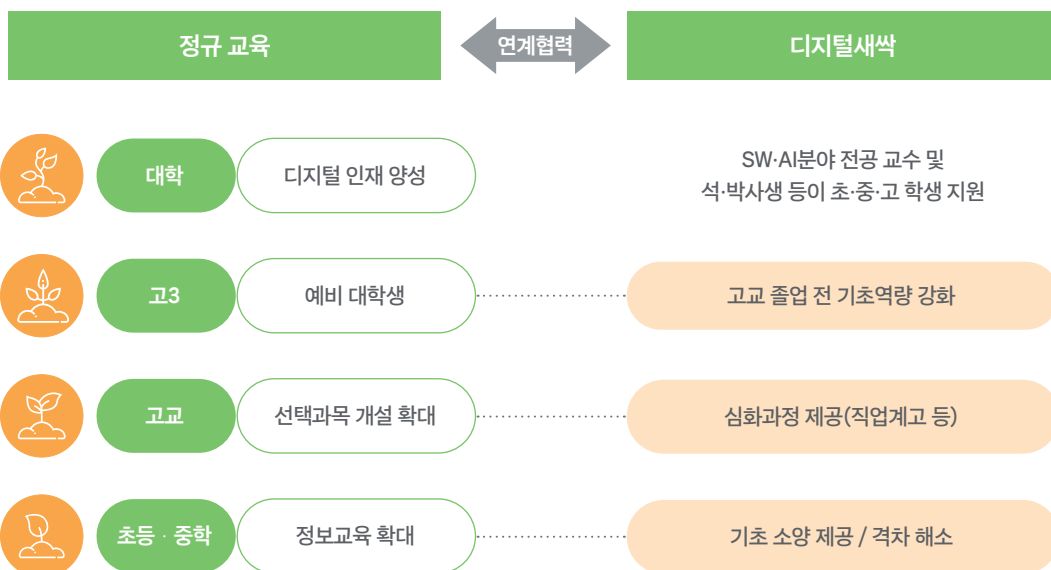 정규 교육
연계협력
디지털새싹
대학
디지털 인재 양성
SW·AI분야 전공 교수 및
석·박사생 등이 초·중·고 학생 지원
고3
예비 대학생
고교 졸업 전 기초역량 강화
고교
선택과목 개설 확대
심화과정 제공(직업계고 등)
초등 · 중학
정보교육 확대
기초 소양 제공 / 격차 해소